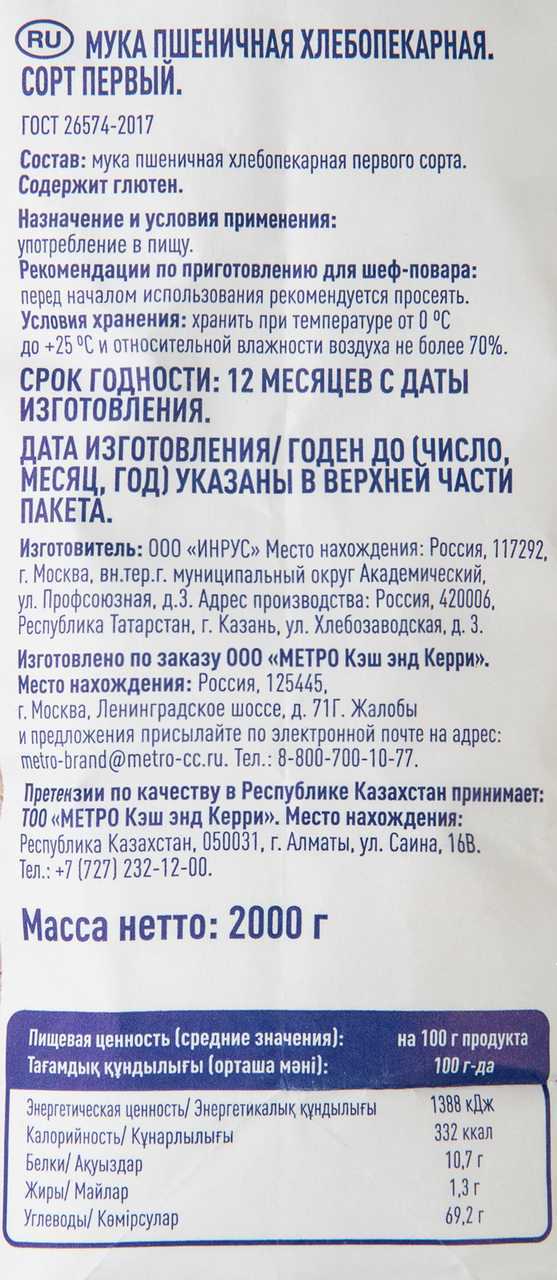 RU МУКА ПШЕНИЧНАЯ ХЛЕБОПЕКАРНАЯ.
СОРТ ПЕРВЫЙ.
ГОСТ 26574-2017
Состав: мука пшеничная хлебопекарная первого сорта.
Содержит глютен.
Назначение и условия применения:
употребление в пищу.
Рекомендации по приготовлению для шеф-повара:
перед началом использования рекомендуется просеять.
Условия хранения: хранить при температуре от 0 ºС
до +25 ºС и относительной влажности воздуха не более 70%.
СРОК ГОДНОСТИ: 12 МЕСЯЦЕВ С ДАТЫ
ИЗГОТОВЛЕНИЯ.
ДАТА ИЗГОТОВЛЕНИЯ/ ГОДЕН ДО (ЧИСЛО,
МЕСЯЦ, ГОД) УКАЗАНЫ В ВЕРХНЕЙ ЧАСТИ
ПАКЕТА.
Изготовитель: ООО «ИНРУС» Место нахождения: Россия, 117292,
г. Москва, вн.тер.г. муниципальный округ Академический,
ул. Профсоюзная, д.3. Адрес производства: Россия, 420006,
Республика Татарстан, г. Казань, ул. Хлебозаводская, д. 3.
Изготовлено по заказу ООО «МЕТРО Кэш энд Керри».
Место нахождения: Россия, 125445,
г. Москва, Ленинградское шоссе, д. 71Г. Жалобы
и предложения присылайте по электронной почте на адрес:
metro-brand@metro-cc.ru. Тел.: 8-800-700-10-77.
Претензии по качеству в Республике Казахстан принимает:
ТОО «МЕТРО Кэш энд Керри». Место нахождения:
Республика Казахстан, 050031, г. Алматы, ул. Саина, 16В.
Тел.: +7 (727) 232-12-00.
Масса нетто: 2000 г
Пищевая ценность (средние значения): на 100 г продукта
Тағамдық құндылығы (орташа мәні): 100 г-да
Энергетическая ценность/ Энергетикалық құндылығы 1388 кДж
Калорийность/ Құнарлылығы 332 ккал
Белки/ Ақуыздар 10,7 г
Жиры/ Майлар 1,3 г
Углеводы/ Көмірсулар 69,2 г